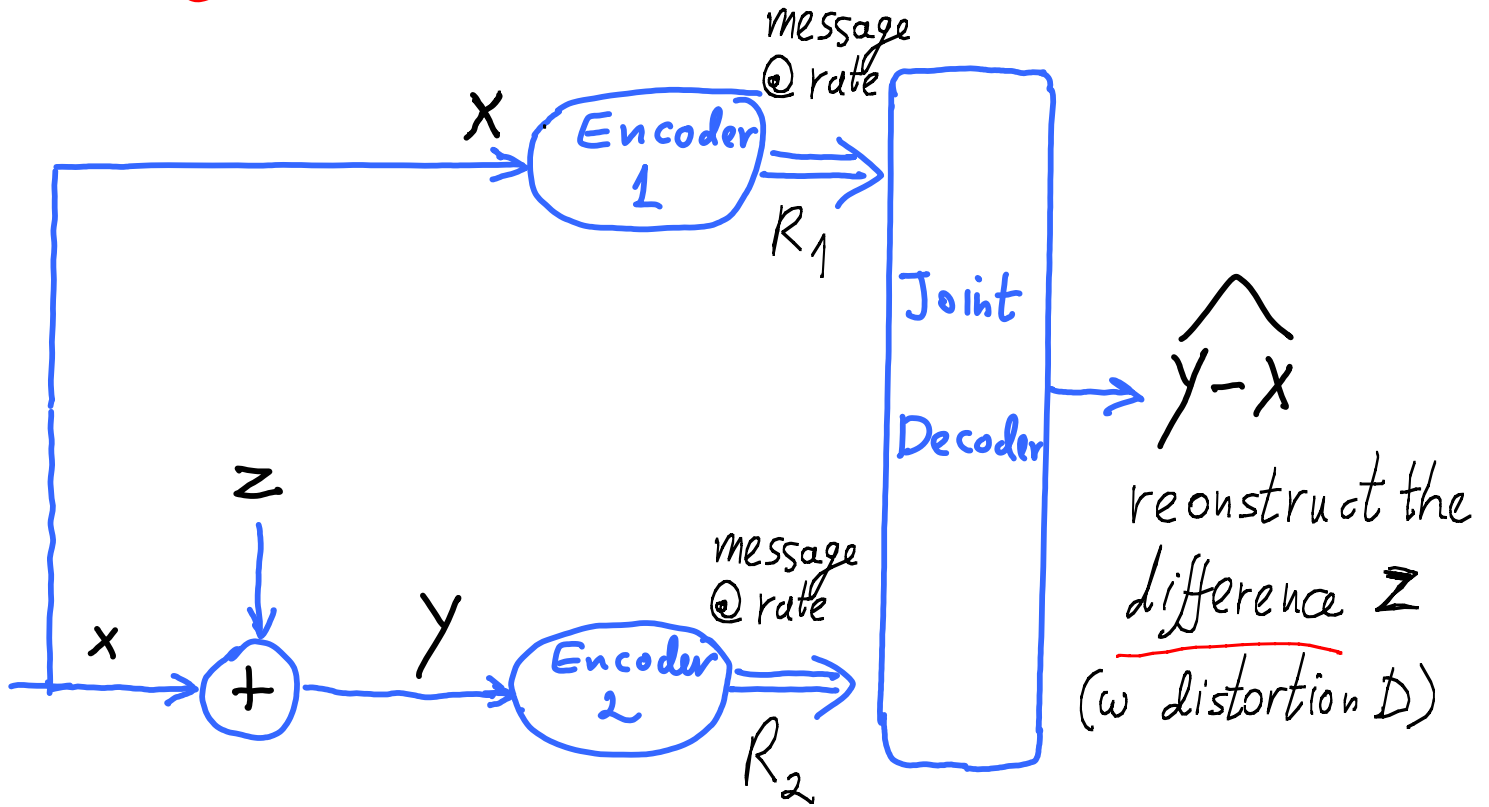 message
@ rate
X
Encoder
1
R1
Joint
Decoder
y-x
reonstruct the
difference Z
(w distortion D)
Z
message
@ rate
x
+
y
Encoder
2
R2